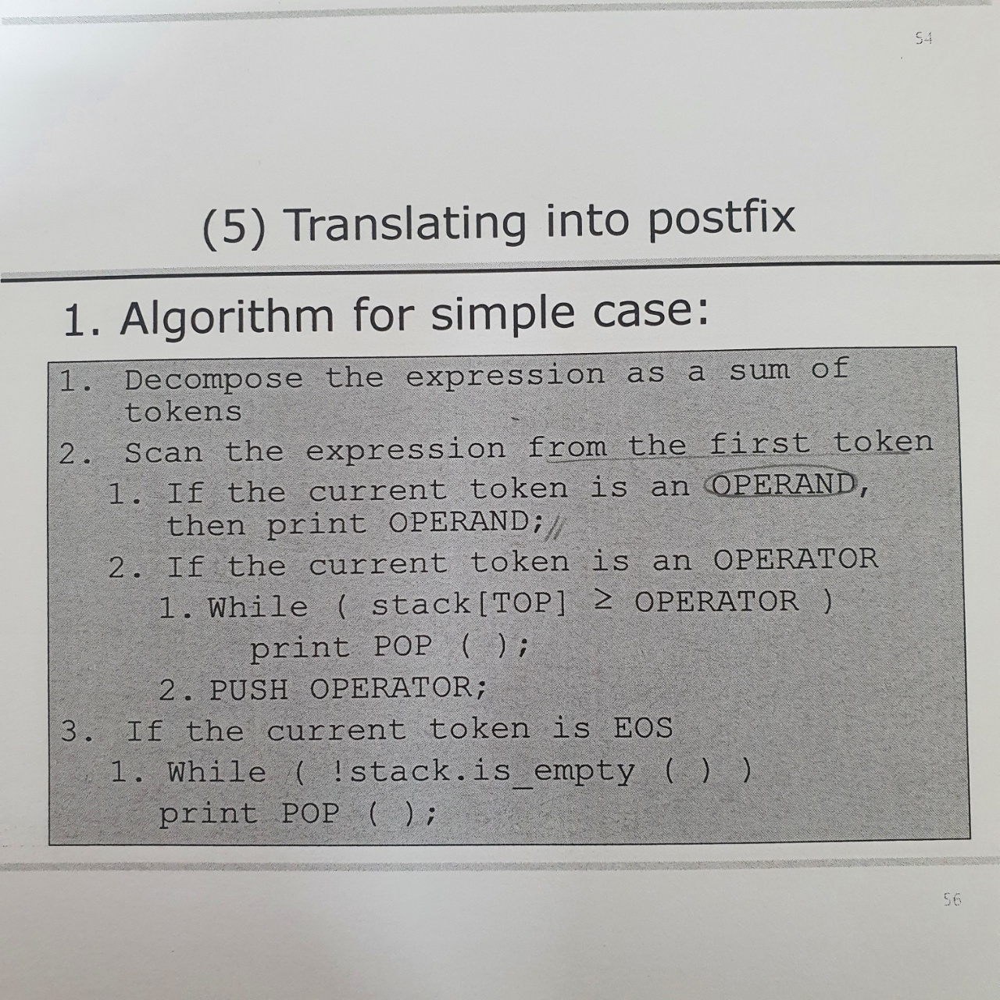 54
(5) Translating into postfix
1. Algorithm for simple case:
1. Decompose the expression as a sum of
tokens
2. Scan the expression from the first token
1. If the current token is an OPERAND,
then print OPERAND;
2. If the current token is an OPERATOR
1. While ( stack[TOP] ≥ OPERATOR )
print POP ( );
2. PUSH OPERATOR;
3. If the current token is EOS
1. While ( !stack.is_empty ( ) )
print POP ( );
56